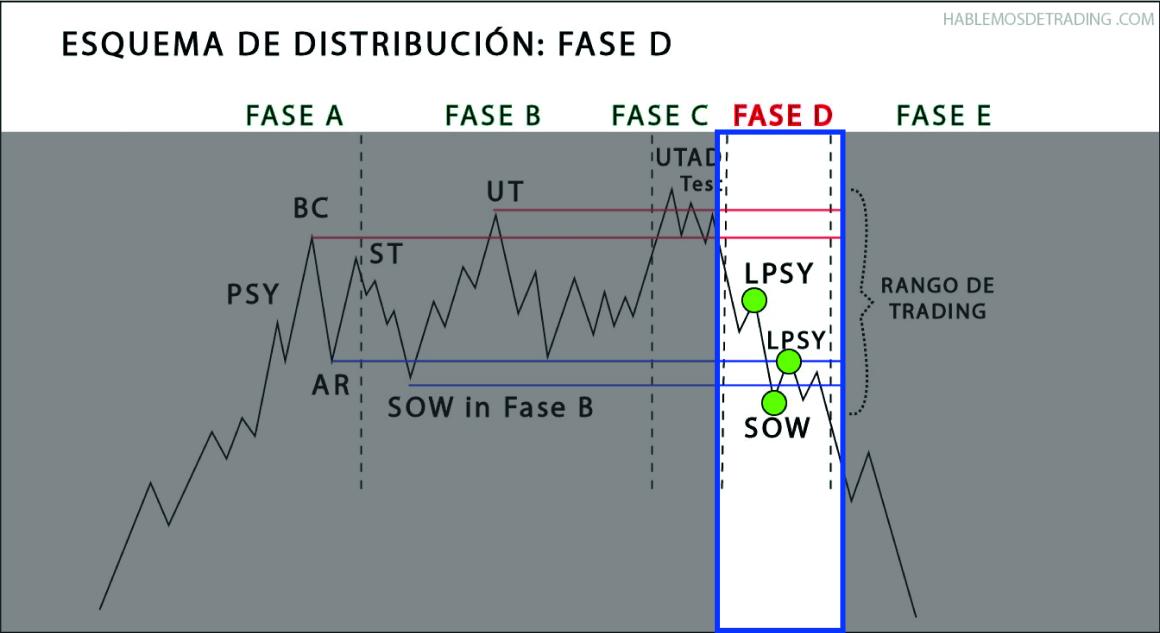 HABLEMOSDETRADING .COM
ESQUEMA DE DISTRIBUCIÓN: FASE D
FASE A
FASE B
FASE C
FASE D
FASE E
UTAD
Test
UT
BC
ST
LPSY
PSY
RANGO DE
TRADING
LPSY
AR
SOW in Fase B
SOW